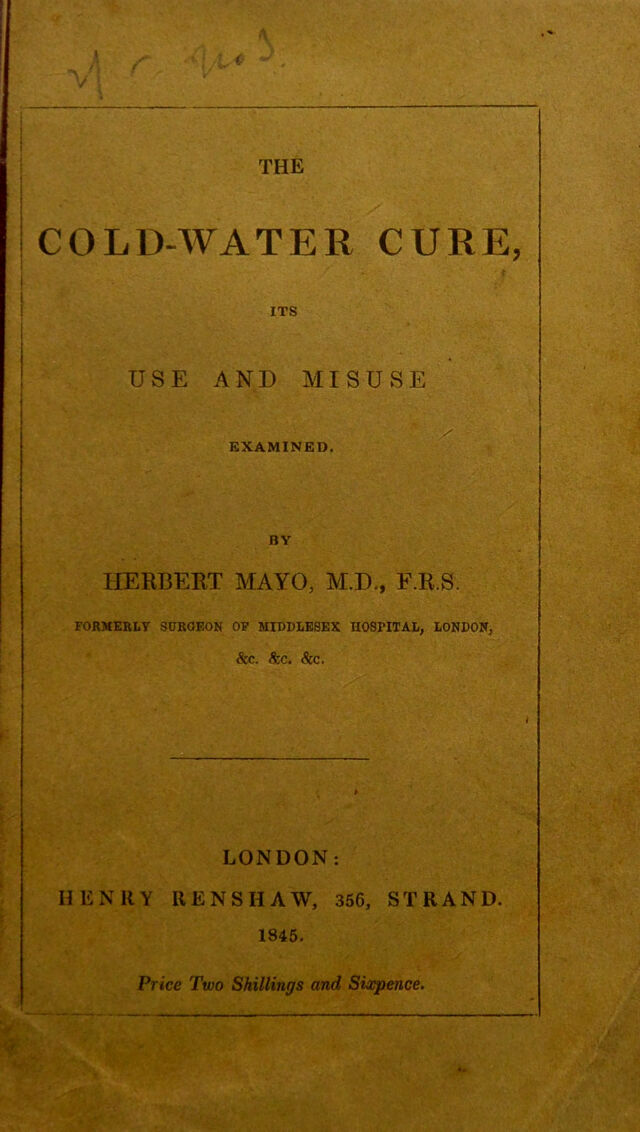 THE
COLD-WATER CURE,
ITS
USE AND MISUSE
EXAMINED.
BY
HERBERT MAYO, M.D., F.R.S.
FORMERLY SURGEON OF MIDDLESEX HOSPITAL, LONDON,
&c. &c. &c.
LONDON:
HENRY RENSHAW, 356, STRAND.
1845.
Price Two Shillings and Sixpence.